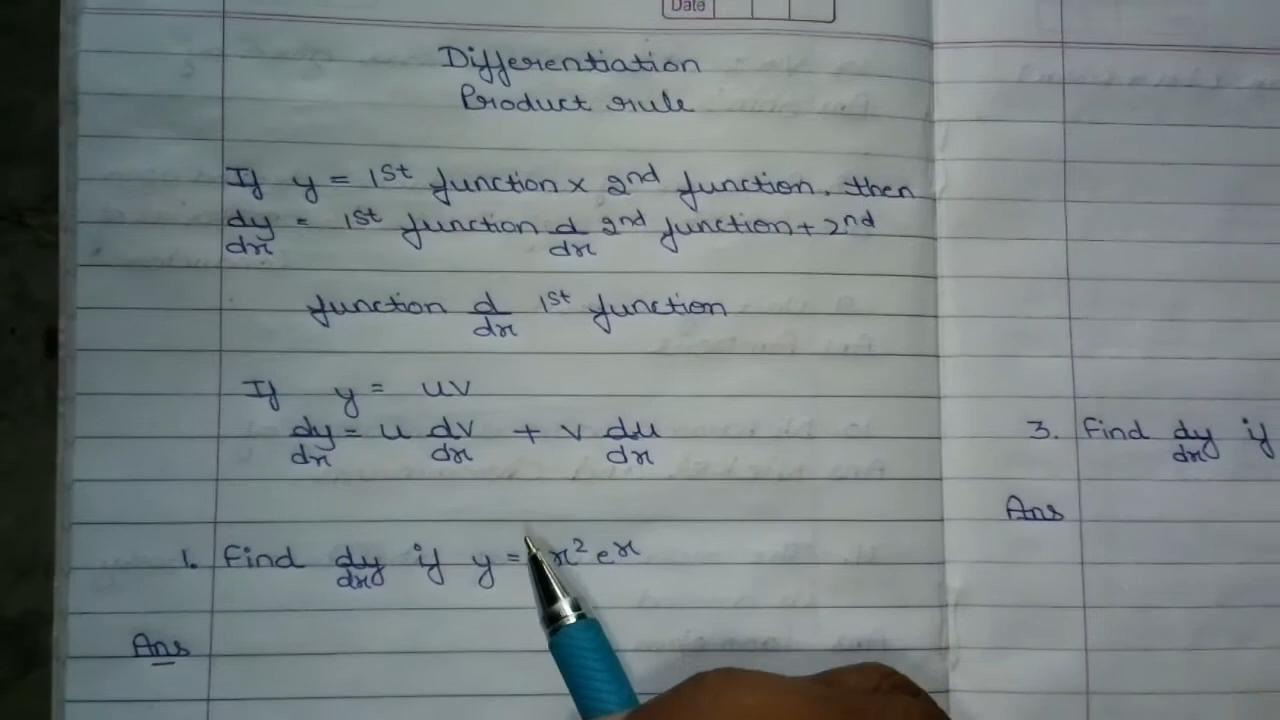 Date
Differentiation
Product rule
If y = 1st function × 2nd function. then
dy/dx = 1st function d/dx 2nd function + 2nd
function d/dx 1st function
If y = uv
dy/dx = u dv/dx + v du/dx
1. Find dy/dx if y = x² eˣ
Ans
3. Find dy/dx if
Ans